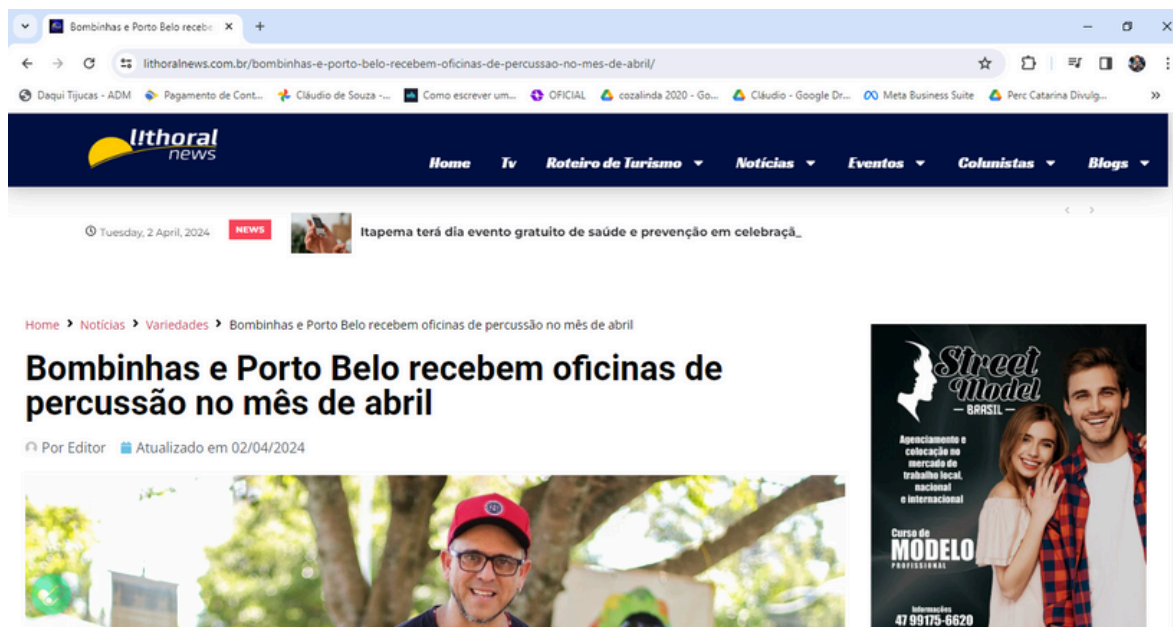 Bombinhas e Porto Belo recebe
lithoralnews.com.br/bombinhas-e-porto-belo-recebem-oficinas-de-percussao-no-mes-de-abril/
Daqui Tijucas - ADM Pagamento de Cont... Cláudio de Souza -... Como escrever um... OFICIAL cozalinda 2020 - Go... Cláudio - Google Dr... Meta Business Suite Perc Catarina Divulg... »
lithoral
news
Home Tv Roteiro de Turismo Notícias Eventos Colunistas Blogs
Tuesday, 2 April, 2024 NEWS Itapema terá dia evento gratuito de saúde e prevenção em celebraçã_
Home > Notícias > Variedades > Bombinhas e Porto Belo recebem oficinas de percussão no mês de abril
Bombinhas e Porto Belo recebem oficinas de
percussão no mês de abril
Por Editor Atualizado em 02/04/2024
Street
Model
— BRASIL —
Agenciamento e
colocação no
mercado de
trabalho local,
nacional
e internacional
Curso de
MODELO
PROFISSIONAL
Informações
47 99175-6620